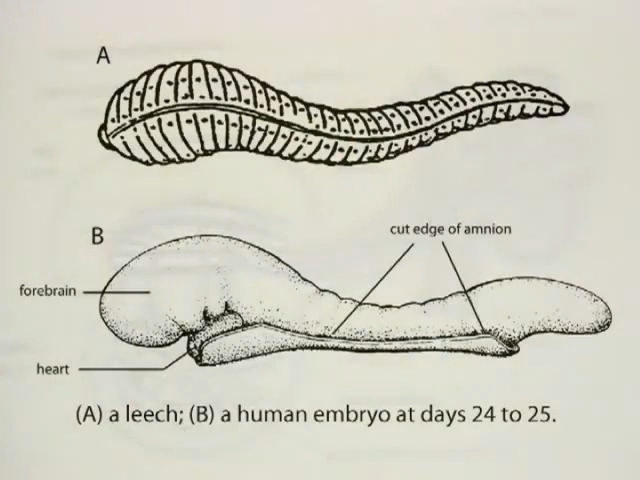 A
B
cut edge of amnion
forebrain
heart
(A) a leech; (B) a human embryo at days 24 to 25.